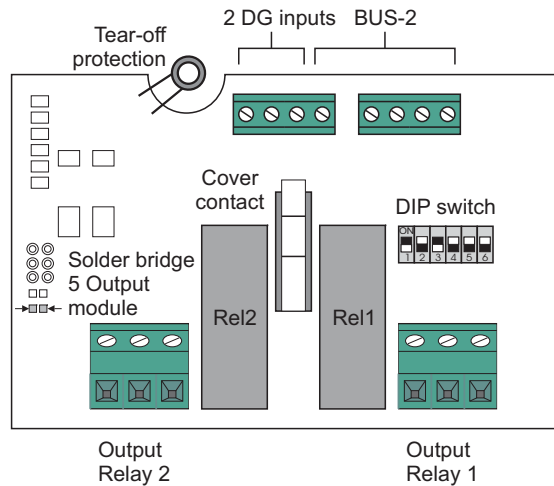 2 DG inputs
BUS-2
Tear-off
protection
Cover
contact
DIP switch
ON
1 2 3 4 5 6
Solder bridge
5 Output
module
Rel2
Rel1
Output
Relay 2
Output
Relay 1